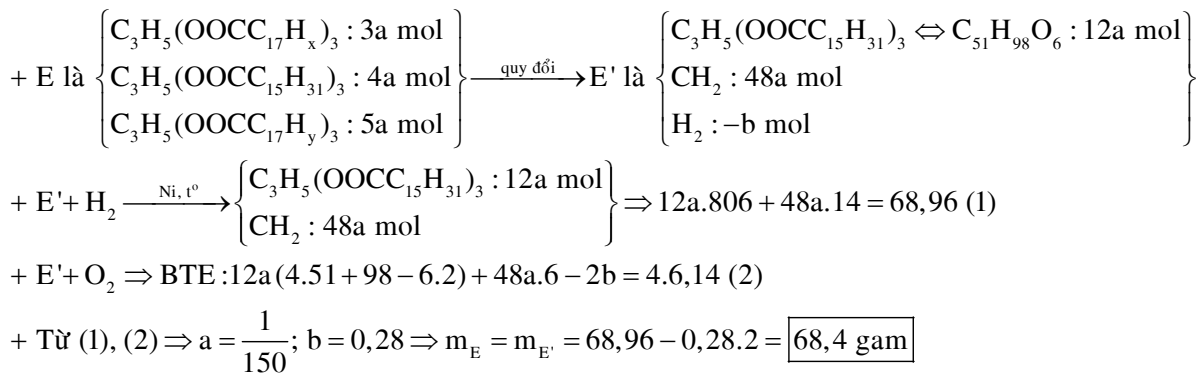 + E là { C₃H₅(OOCC₁₇Hₓ)₃ : 3a mol
C₃H₅(OOCC₁₅H₃₁)₃ : 4a mol
C₃H₅(OOCC₁₇Hᵧ)₃ : 5a mol } quy đổi → E' là { C₃H₅(OOCC₁₅H₃₁)₃ ⇔ C₅₁H₉₈O₆ : 12a mol
CH₂ : 48a mol
H₂ : −b mol }
+ E'+ H₂ Ni, t° → { C₃H₅(OOCC₁₅H₃₁)₃ : 12a mol
CH₂ : 48a mol } ⇒ 12a.806 + 48a.14 = 68,96 (1)
+ E'+ O₂ ⇒ BTE :12a(4.51+98 − 6.2) + 48a.6 − 2b = 4.6,14 (2)
+ Từ (1), (2) ⇒ a = 1/150; b = 0,28 ⇒ m_E = m_E' = 68,96 − 0,28.2 = 68,4 gam